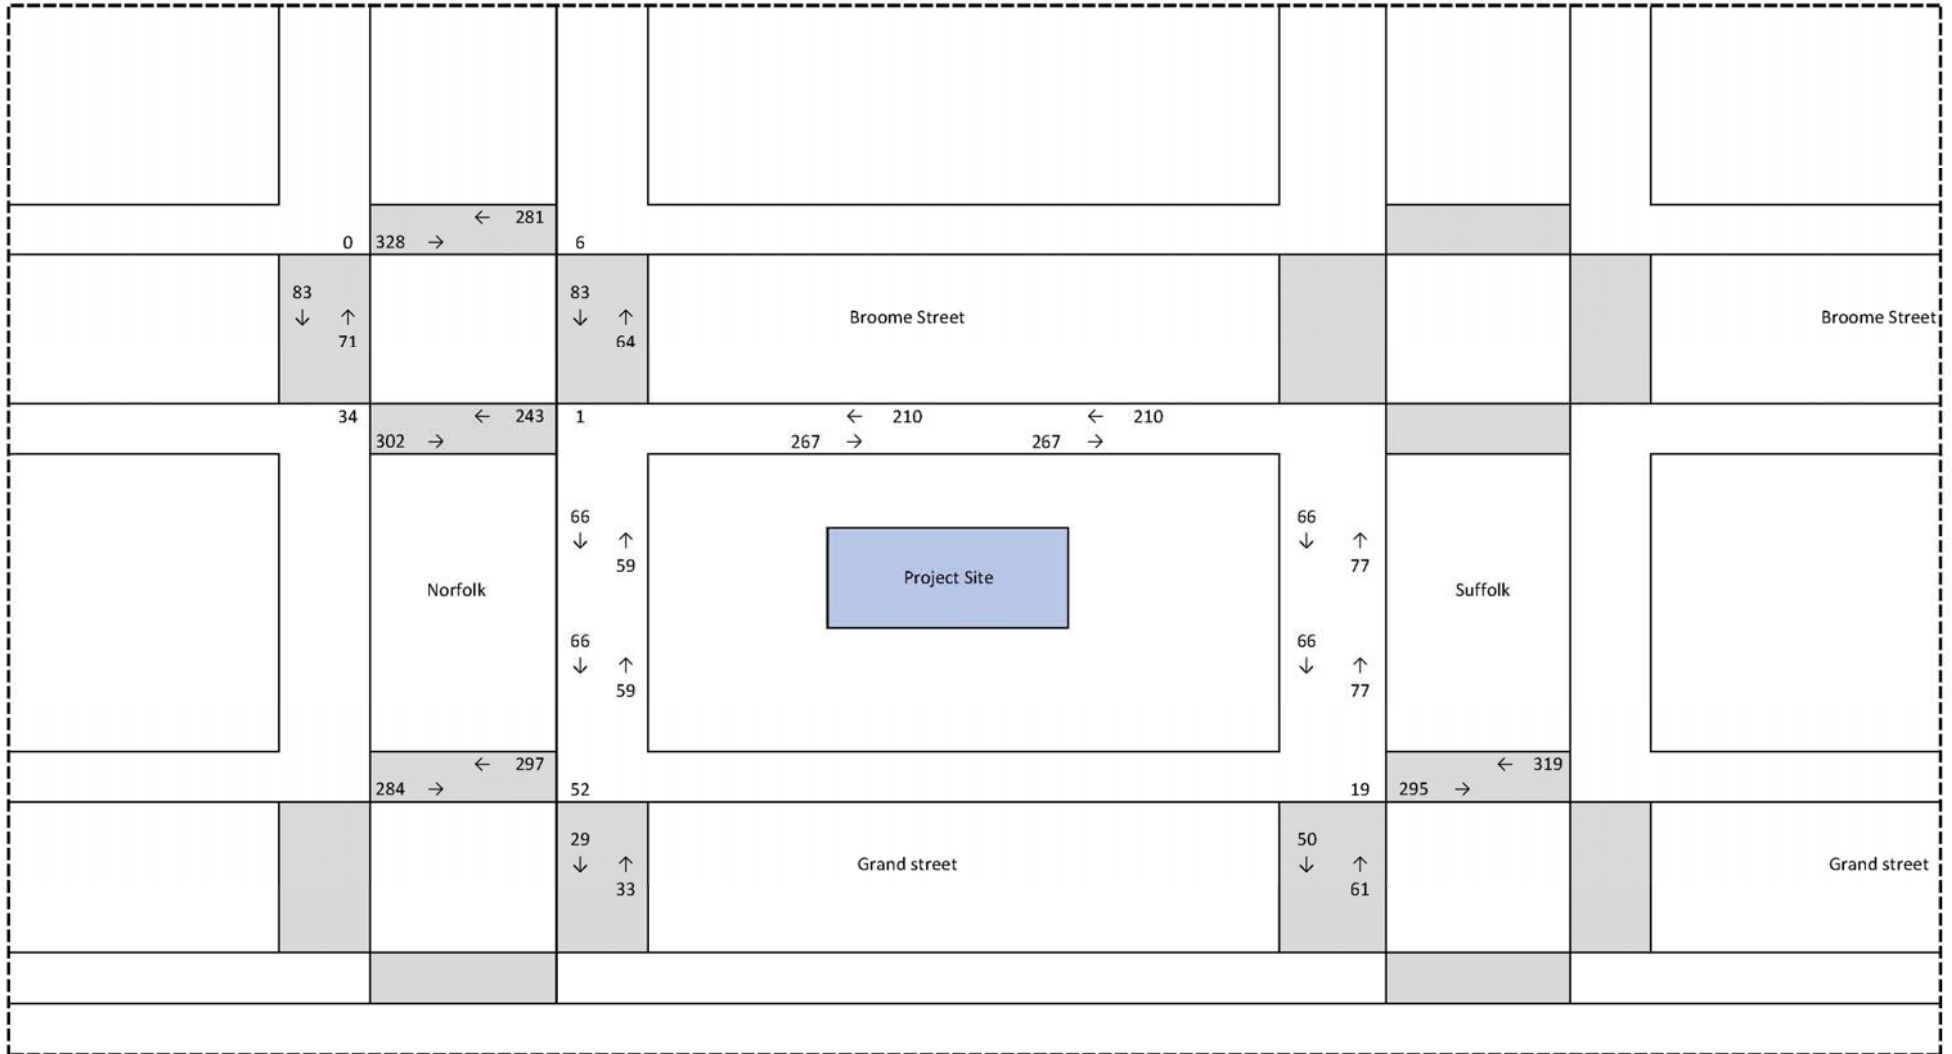 ← 281
0 328 → 6
83 83
↓ ↑ ↓ ↑ Broome Street Broome Street
71 64
34 ← 243 1 ← 210 ← 210
302 → 267 → 267 →
66 66
↓ ↑ ↓ ↑
59 77
Project Site
Norfolk Suffolk
66 66
↓ ↑ ↓ ↑
59 77
← 297 ← 319
284 → 52 19 295 →
29 50
↓ ↑ Grand street ↓ ↑ Grand street
33 61